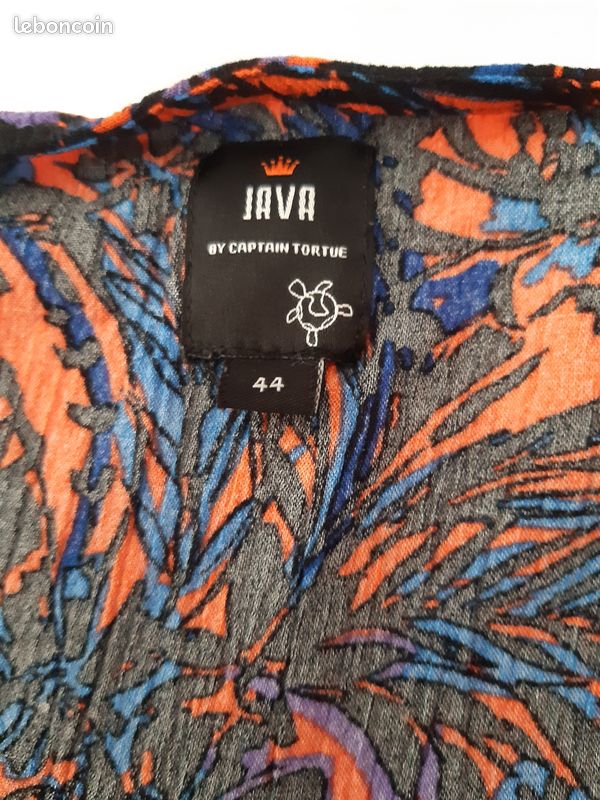 leboncoin
JAVA
BY CAPTAIN TORTUE
44